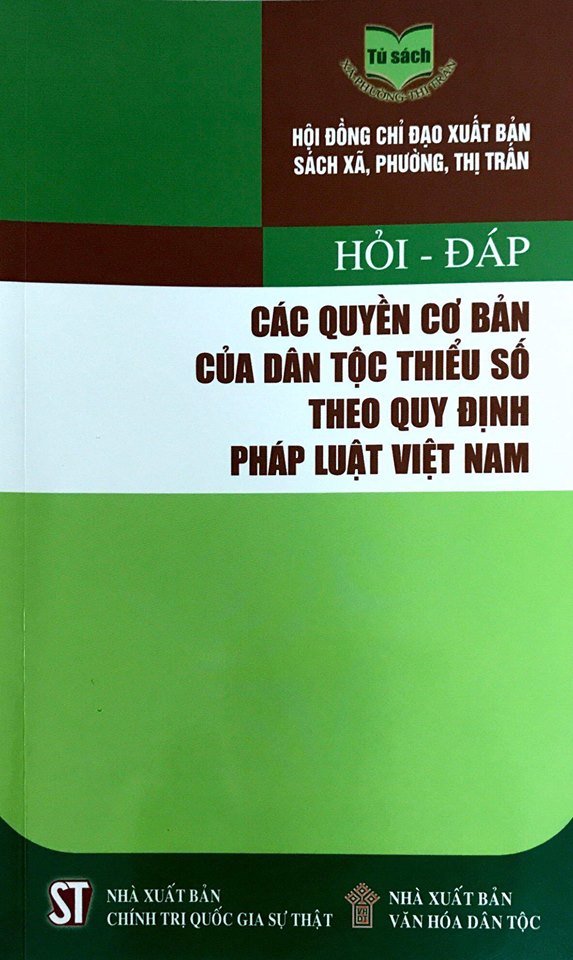 Tủ sách
XÃ, PHƯỜNG, THỊ TRẤN
HỘI ĐỒNG CHỈ ĐẠO XUẤT BẢN
SÁCH XÃ, PHƯỜNG, THỊ TRẤN
HỎI - ĐÁP
CÁC QUYỀN CƠ BẢN
CỦA DÂN TỘC THIỂU SỐ
THEO QUY ĐỊNH
PHÁP LUẬT VIỆT NAM
ST
NHÀ XUẤT BẢN
CHÍNH TRỊ QUỐC GIA SỰ THẬT
NHÀ XUẤT BẢN
VĂN HÓA DÂN TỘC